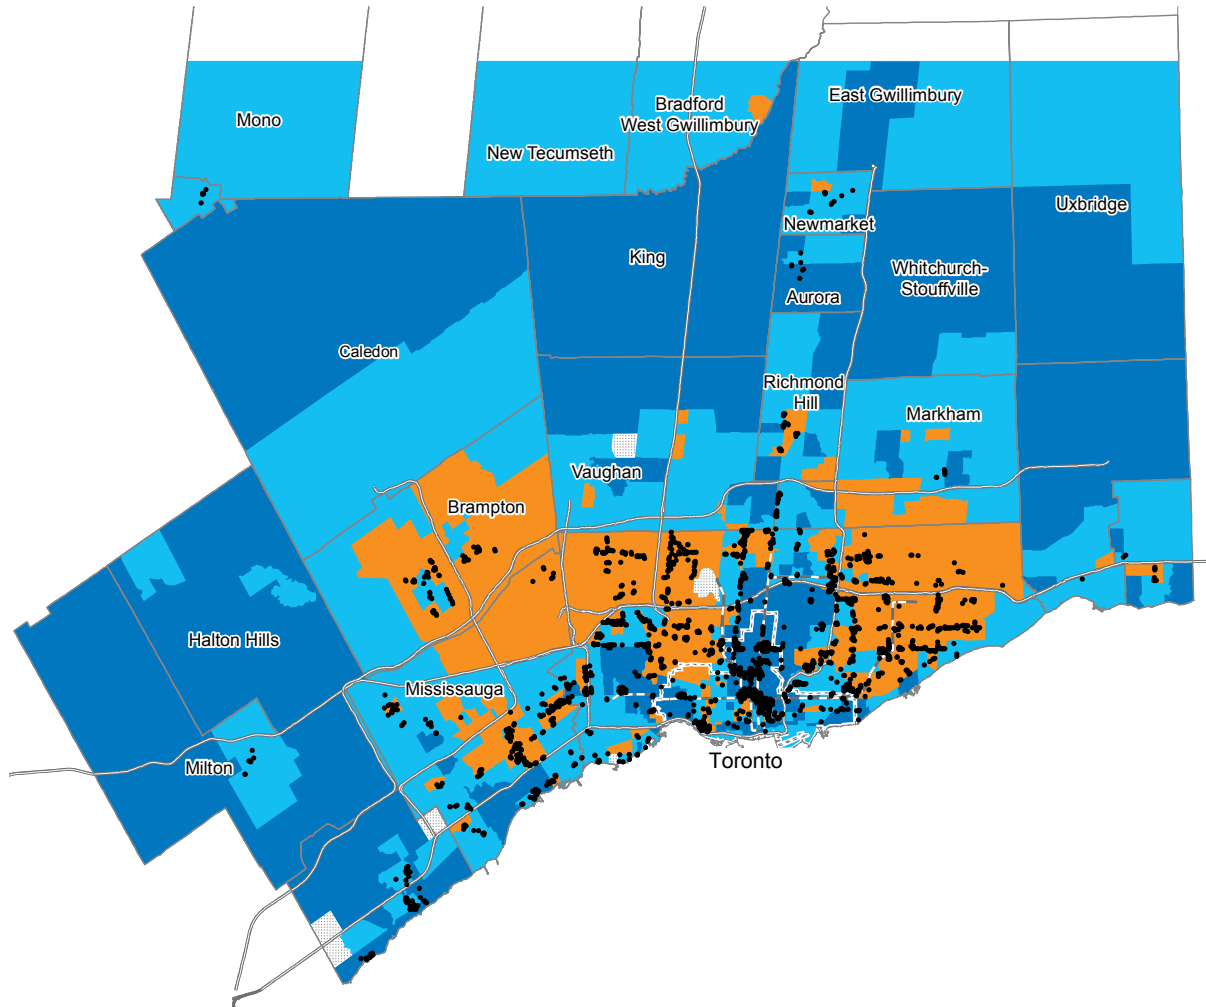 Mono
Bradford
West Gwillimbury
East Gwillimbury
New Tecumseth
Uxbridge
Newmarket
King
Whitchurch-
Stouffville
Aurora
Caledon
Richmond
Hill
Markham
Vaughan
Brampton
Halton Hills
Mississauga
Milton
Toronto